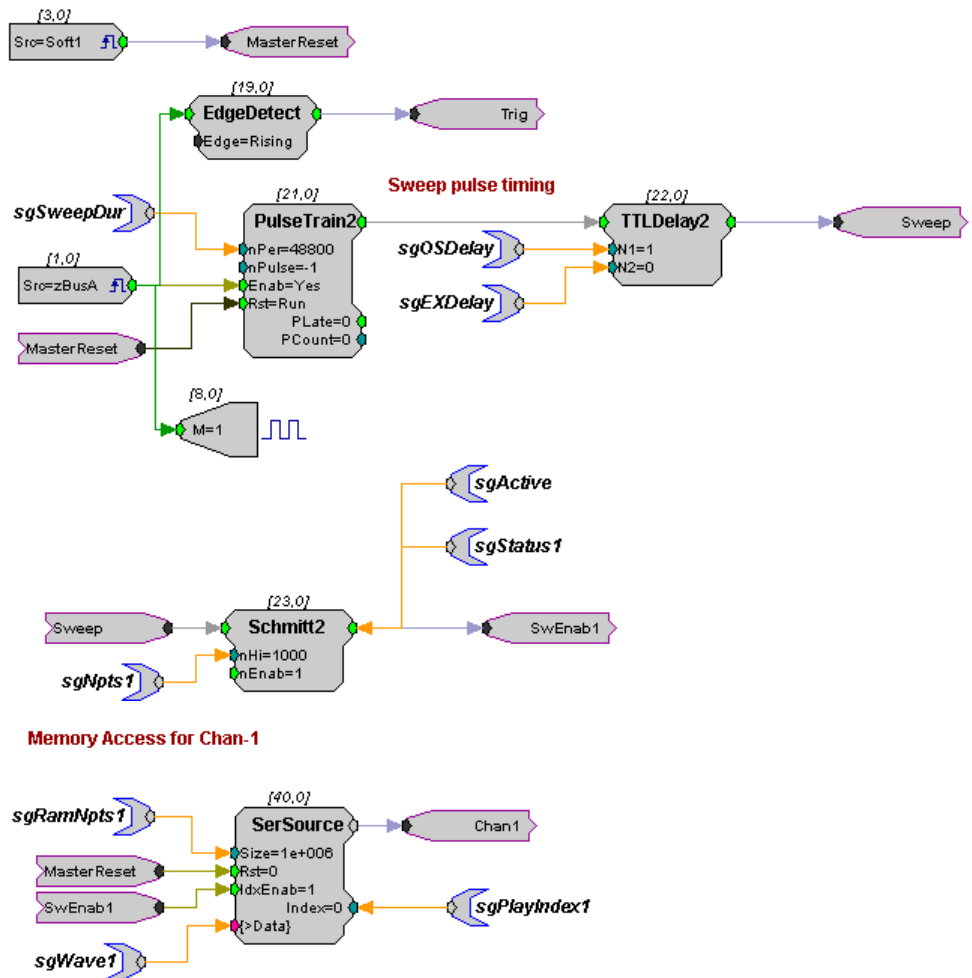 [3,0]
Src=Soft1
MasterReset
[19,0]
EdgeDetect
Edge=Rising
Trig
Sweep pulse timing
sgSweepDur
[21,0]
PulseTrain2
nPer=48800
nPulse=-1
Enab=Yes
Rst=Run
PLate=0
PCount=0
[22,0]
TTLDelay2
N1=1
N2=0
Sweep
sgOSDelay
sgEXDelay
[1,0]
Src=zBusA
MasterReset
[8,0]
M=1
sgActive
sgStatus1
Sweep
[23,0]
Schmitt2
nHi=1000
nEnab=1
SwEnab1
sgNpts1
Memory Access for Chan-1
sgRamNpts1
[40,0]
SerSource
Size=1e+006
Rst=0
IdxEnab=1
Index=0
{>Data}
Chan1
MasterReset
SwEnab1
sgPlayIndex1
sgWave1